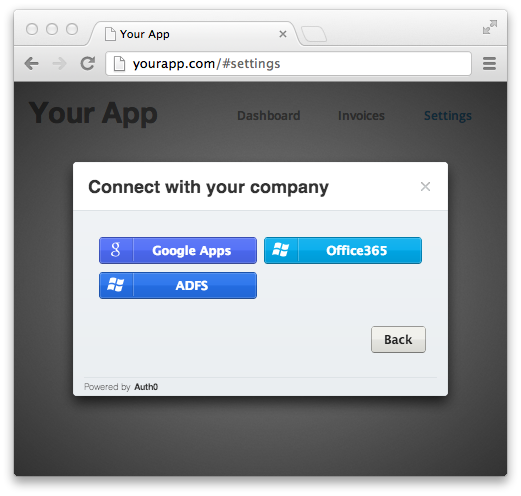 Your App
yourapp.com/#settings
Your App
Dashboard Invoices Settings
Connect with your company
Google Apps Office365
ADFS
Back
Powered by Auth0